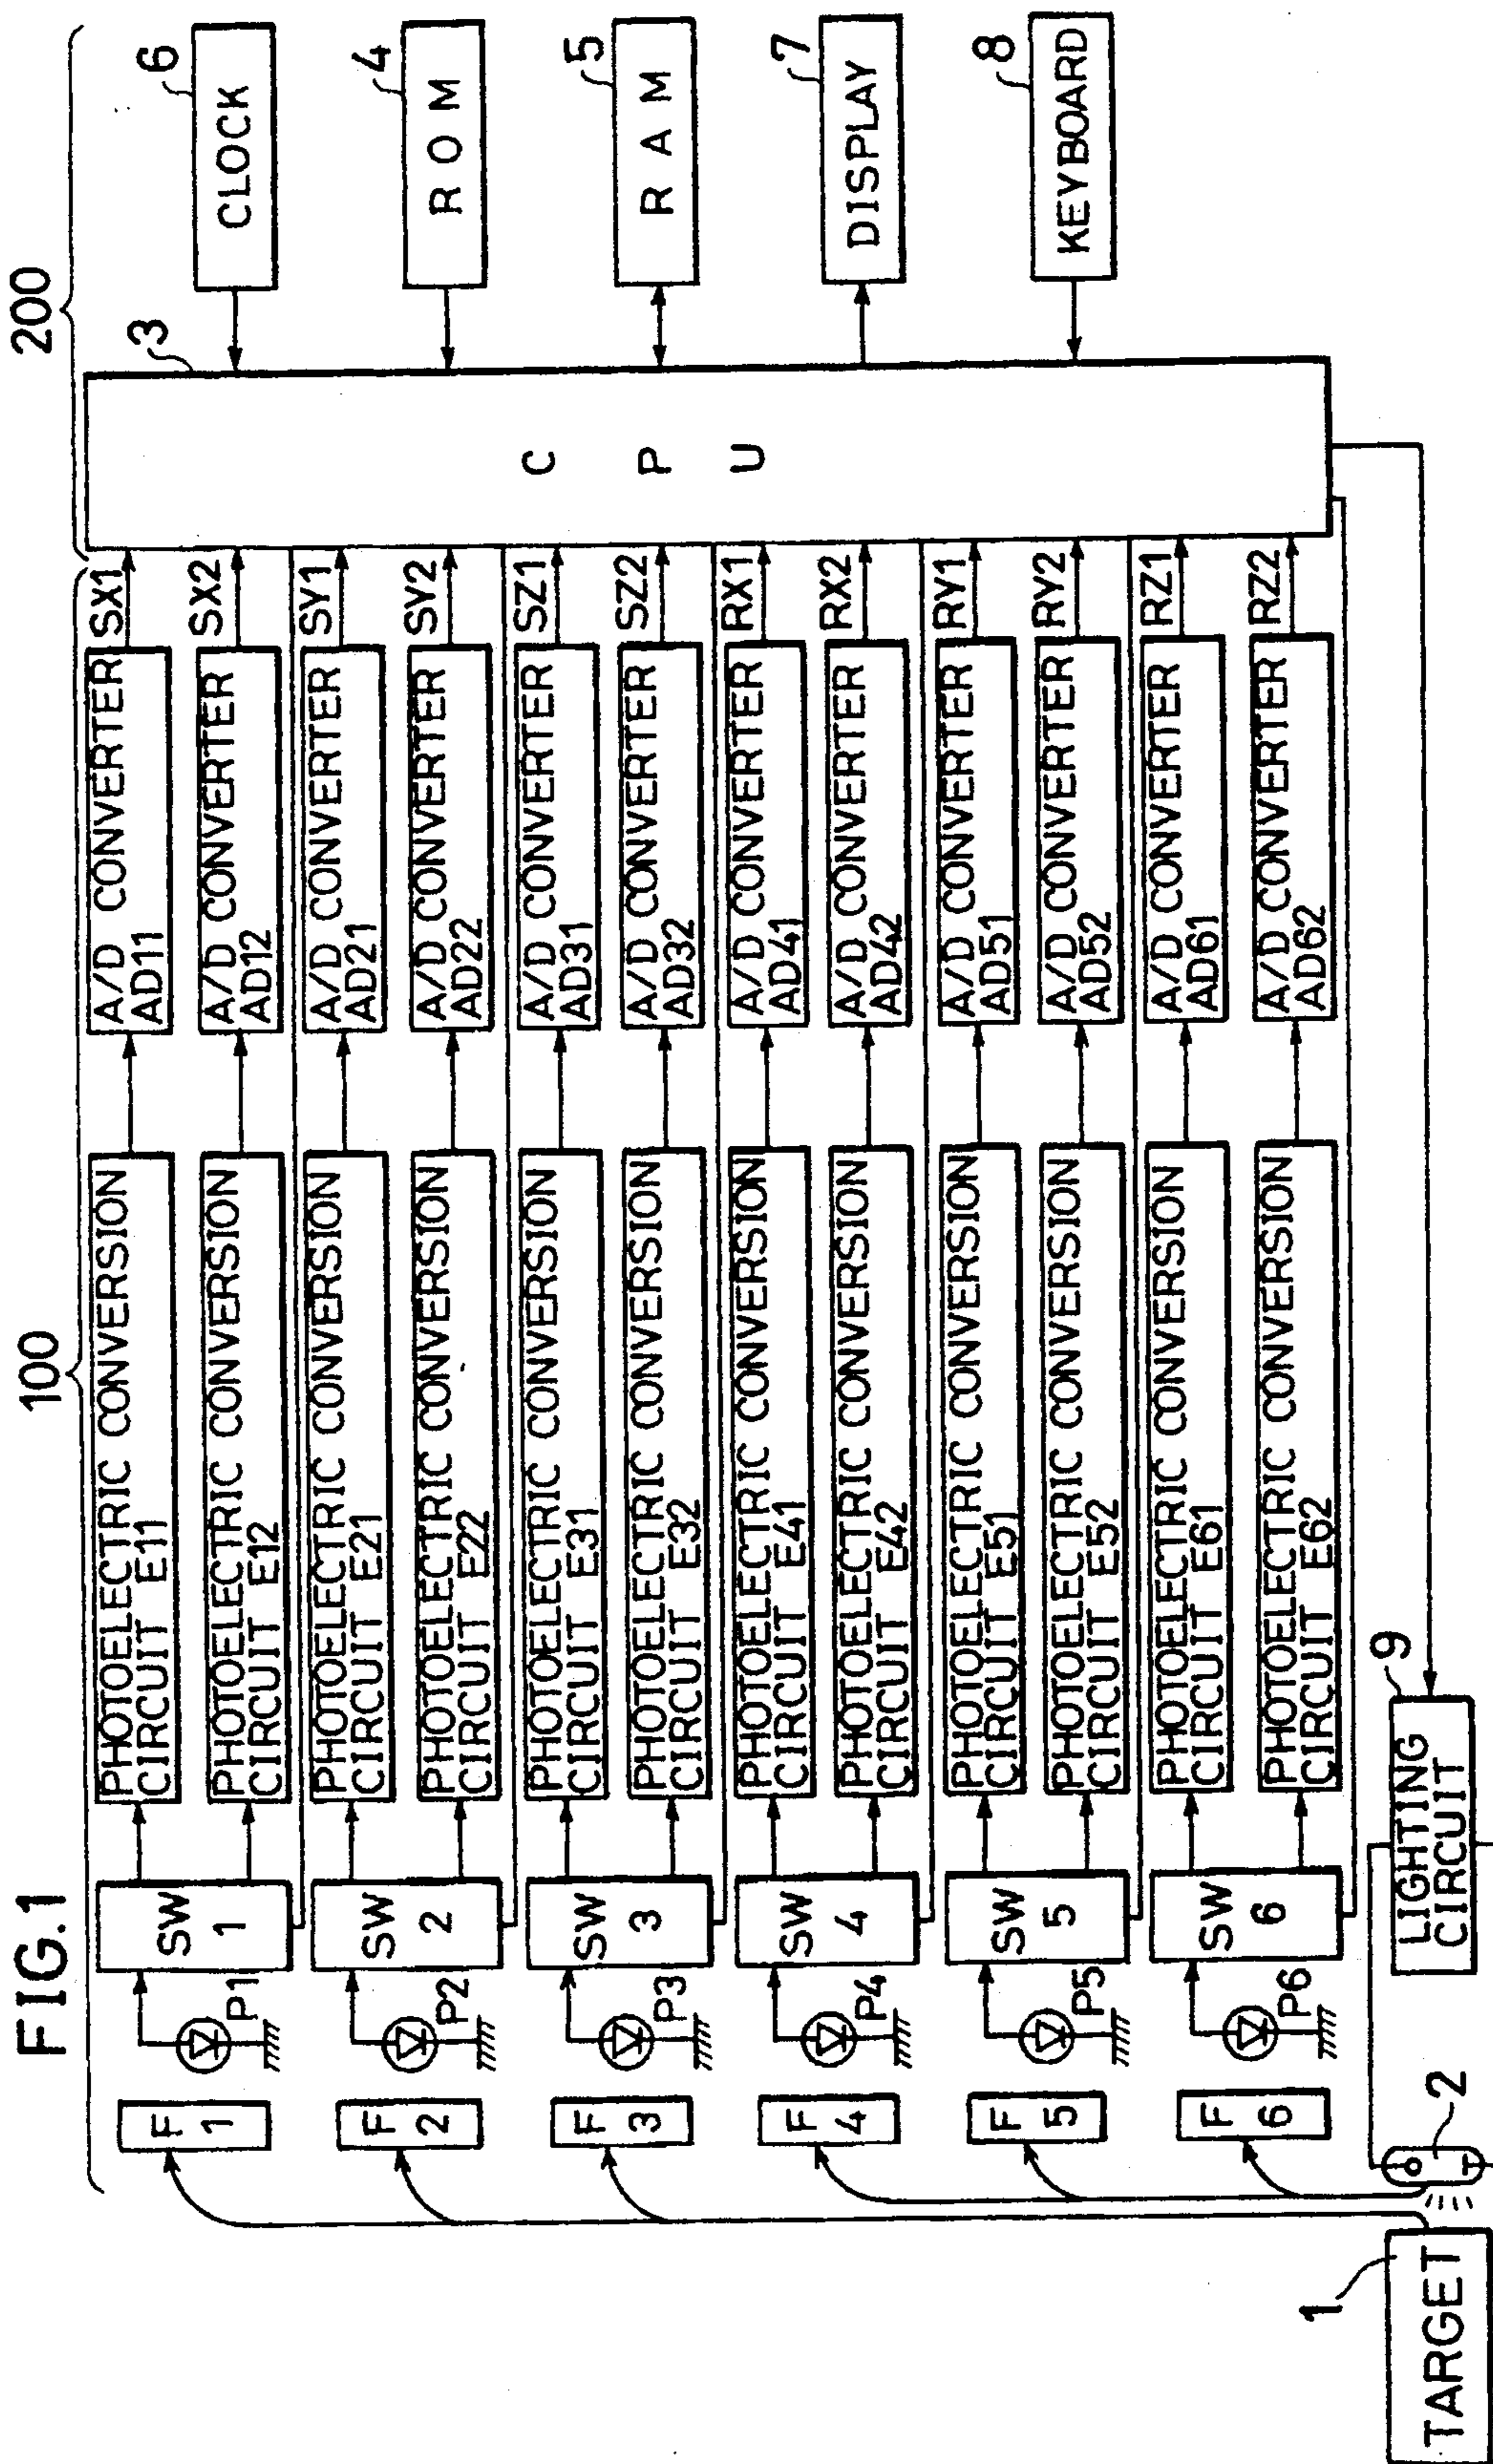 FIG.1
100
200
F
1
F
2
F
3
F
4
F
5
F
6
P1
P2
P3
P4
P5
P6
SW
1
SW
2
SW
3
SW
4
SW
5
SW
6
PHOTOELECTRIC CONVERSION
CIRCUIT E11
PHOTOELECTRIC CONVERSION
CIRCUIT E12
PHOTOELECTRIC CONVERSION
CIRCUIT E21
PHOTOELECTRIC CONVERSION
CIRCUIT E22
PHOTOELECTRIC CONVERSION
CIRCUIT E31
PHOTOELECTRIC CONVERSION
CIRCUIT E32
PHOTOELECTRIC CONVERSION
CIRCUIT E41
PHOTOELECTRIC CONVERSION
CIRCUIT E42
PHOTOELECTRIC CONVERSION
CIRCUIT E51
PHOTOELECTRIC CONVERSION
CIRCUIT E52
PHOTOELECTRIC CONVERSION
CIRCUIT E61
PHOTOELECTRIC CONVERSION
CIRCUIT E62
A/D CONVERTER
AD11
A/D CONVERTER
AD12
A/D CONVERTER
AD21
A/D CONVERTER
AD22
A/D CONVERTER
AD31
A/D CONVERTER
AD32
A/D CONVERTER
AD41
A/D CONVERTER
AD42
A/D CONVERTER
AD51
A/D CONVERTER
AD52
A/D CONVERTER
AD61
A/D CONVERTER
AD62
SX1
SX2
SY1
SY2
SZ1
SZ2
RX1
RX2
RY1
RY2
RZ1
RZ2
3
CPU
6
CLOCK
4
ROM
5
RAM
7
DISPLAY
8
KEYBOARD
1
TARGET
2
9
LIGHTING
CIRCUIT